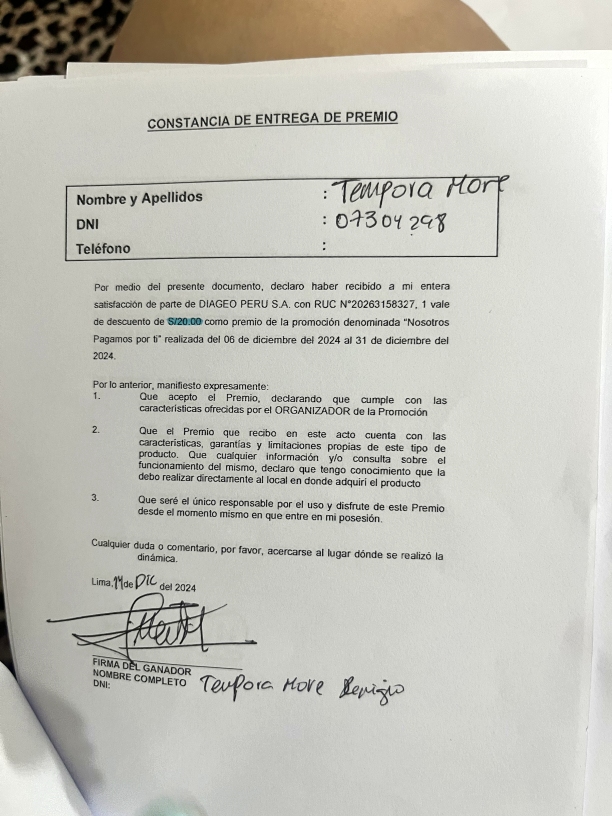 CONSTANCIA DE ENTREGA DE PREMIO
Nombre y Apellidos : Tempora More
DNI : 07304298
Teléfono :
Por medio del presente documento, declaro haber recibido a mi entera
satisfacción de parte de DIAGEO PERU S.A. con RUC N°20263158327, 1 vale
de descuento de S/20.00 como premio de la promoción denominada “Nosotros
Pagamos por ti” realizada del 06 de diciembre del 2024 al 31 de diciembre del
2024.
Por lo anterior, manifiesto expresamente:
1. Que acepto el Premio, declarando que cumple con las
características ofrecidas por el ORGANIZADOR de la Promoción
2. Que el Premio que recibo en este acto cuenta con las
características, garantías y limitaciones propias de este tipo de
producto. Que cualquier información y/o consulta sobre el
funcionamiento del mismo, declaro que tengo conocimiento que la
debo realizar directamente al local en donde adquirí el producto
3. Que seré el único responsable por el uso y disfrute de este Premio
desde el momento mismo en que entre en mi posesión.
Cualquier duda o comentario, por favor, acercarse al lugar dónde se realizó la
dinámica.
Lima, 14 de DIC del 2024
FIRMA DEL GANADOR
NOMBRE COMPLETO Tempora More Remigio
DNI: